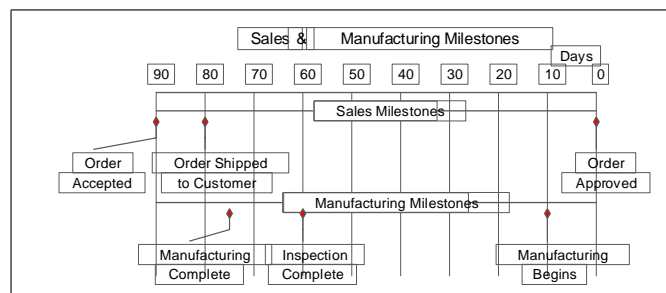 Sales & Manufacturing Milestones
Days
90 80 70 60 50 40 30 20 10 0
Sales Milestones
Order Accepted
Order Shipped to Customer
Order Approved
Manufacturing Milestones
Manufacturing Complete
Inspection Complete
Manufacturing Begins